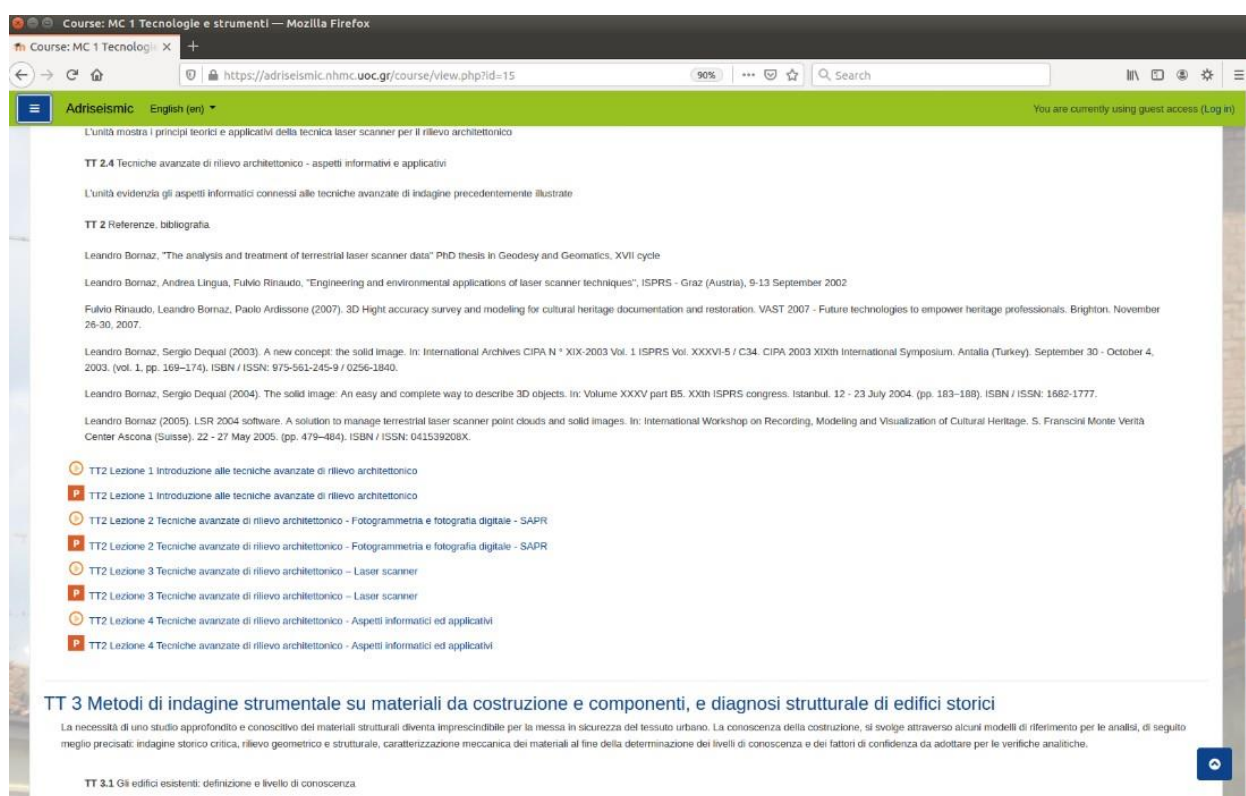 Course: MC 1 Tecnologie e strumenti — Mozilla Firefox
Course: MC 1 Tecnologi
https://adriseismic.nhmc.uoc.gr/course/view.php?id=15
90%
Search
Adriseismic English (en)
You are currently using guest access (Log in)
L'unità mostra i principi teorici e applicativi della tecnica laser scanner per il rilievo architettonico
TT 2.4 Tecniche avanzate di rilievo architettonico - aspetti informativi e applicativi
L'unità evidenzia gli aspetti informatici connessi alle tecniche avanzate di indagine precedentemente illustrate
TT 2 Referenze, bibliografia
Leandro Bornaz, "The analysis and treatment of terrestrial laser scanner data" PhD thesis in Geodesy and Geomatics, XVII cycle
Leandro Bornaz, Andrea Lingua, Fulvio Rinaudo, "Engineering and environmental applications of laser scanner techniques", ISPRS - Graz (Austria), 9-13 September 2002
Fulvio Rinaudo, Leandro Bornaz, Paolo Ardissone (2007). 3D Hight accuracy survey and modeling for cultural heritage documentation and restoration. VAST 2007 - Future technologies to empower heritage professionals. Brighton. November
26-30, 2007.
Leandro Bornaz, Sergio Dequal (2003). A new concept: the solid image. In: International Archives CIPA N ° XIX-2003 Vol. 1 ISPRS Vol. XXXVI-5 / C34. CIPA 2003 XIXth International Symposium. Antalia (Turkey). September 30 - October 4,
2003. (vol. 1, pp. 169–174). ISBN / ISSN: 975-561-245-9 / 0256-1840.
Leandro Bornaz, Sergio Dequal (2004). The solid image: An easy and complete way to describe 3D objects. In: Volume XXXV part B5. XXth ISPRS congress. Istanbul. 12 - 23 July 2004. (pp. 183–188). ISBN / ISSN: 1682-1777.
Leandro Bornaz (2005). LSR 2004 software. A solution to manage terrestrial laser scanner point clouds and solid images. In: International Workshop on Recording, Modeling and Visualization of Cultural Heritage. S. Franscini Monte Verità
Center Ascona (Suisse). 22 - 27 May 2005. (pp. 479–484). ISBN / ISSN: 041539208X.
TT2 Lezione 1 Introduzione alle tecniche avanzate di rilievo architettonico
P TT2 Lezione 1 Introduzione alle tecniche avanzate di rilievo architettonico
TT2 Lezione 2 Tecniche avanzate di rilievo architettonico - Fotogrammetria e fotografia digitale - SAPR
P TT2 Lezione 2 Tecniche avanzate di rilievo architettonico - Fotogrammetria e fotografia digitale - SAPR
TT2 Lezione 3 Tecniche avanzate di rilievo architettonico – Laser scanner
P TT2 Lezione 3 Tecniche avanzate di rilievo architettonico – Laser scanner
TT2 Lezione 4 Tecniche avanzate di rilievo architettonico - Aspetti informatici ed applicativi
P TT2 Lezione 4 Tecniche avanzate di rilievo architettonico - Aspetti informatici ed applicativi
TT 3 Metodi di indagine strumentale su materiali da costruzione e componenti, e diagnosi strutturale di edifici storici
La necessità di uno studio approfondito e conoscitivo dei materiali strutturali diventa imprescindibile per la messa in sicurezza del tessuto urbano. La conoscenza della costruzione, si svolge attraverso alcuni modelli di riferimento per le analisi, di seguito
meglio precisati: indagine storico critica, rilievo geometrico e strutturale, caratterizzazione meccanica dei materiali al fine della determinazione dei livelli di conoscenza e dei fattori di confidenza da adottare per le verifiche analitiche.
TT 3.1 Gli edifici esistenti: definizione e livello di conoscenza